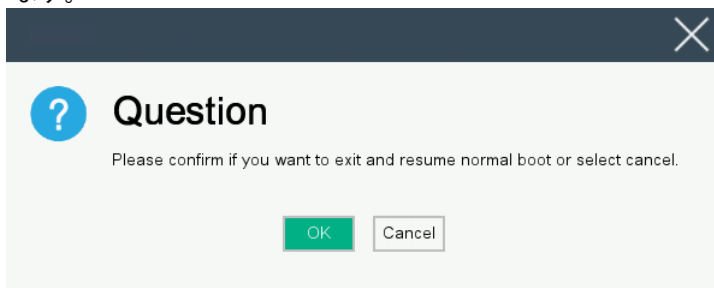 Question
Please confirm if you want to exit and resume normal boot or select cancel.
OK
Cancel